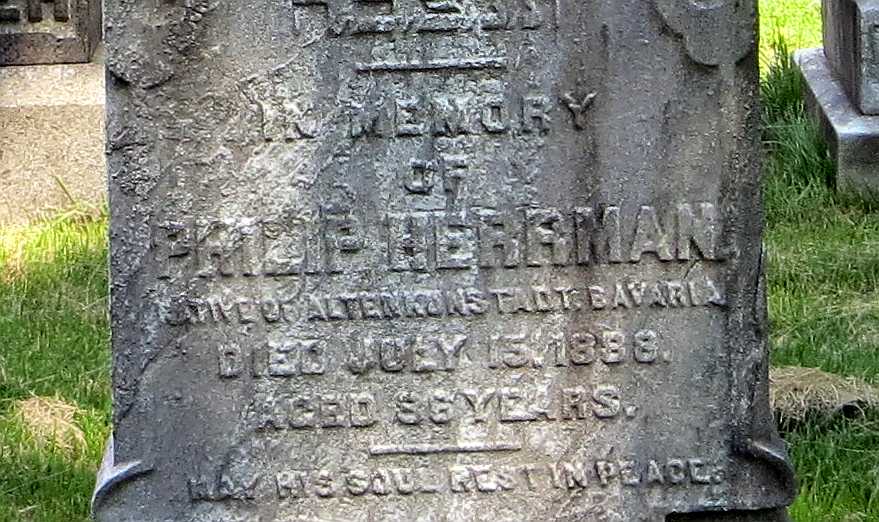 IN MEMORY
OF
PHILIP HERRMAN.
NATIVE OF ALTENKUNSTADT, BAVARIA
DIED JULY 15, 1898.
AGED 86 YEARS.
MAY HIS SOUL REST IN PEACE.